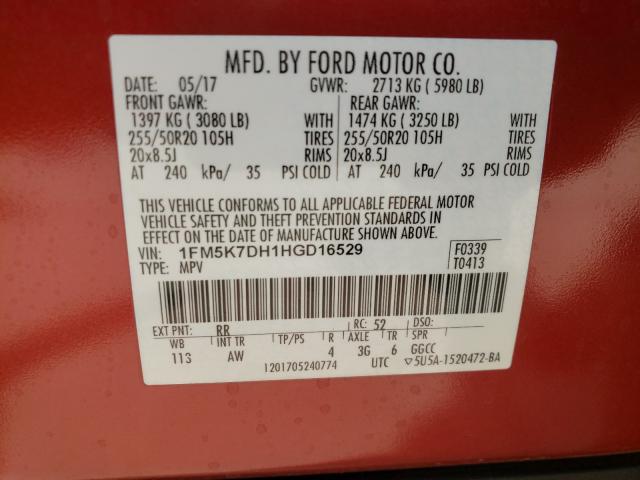 MFD. BY FORD MOTOR CO.
DATE: 05/17 GVWR: 2713 KG ( 5980 LB)
FRONT GAWR: REAR GAWR:
1397 KG ( 3080 LB) WITH 1474 KG ( 3250 LB) WITH
255/50R20 105H TIRES 255/50R20 105H TIRES
20x8.5J RIMS 20x8.5J RIMS
AT 240 kPa/ 35 PSI COLD AT 240 kPa/ 35 PSI COLD
THIS VEHICLE CONFORMS TO ALL APPLICABLE FEDERAL MOTOR
VEHICLE SAFETY AND THEFT PREVENTION STANDARDS IN
EFFECT ON THE DATE OF MANUFACTURE SHOWN ABOVE.
VIN: 1FM5K7DH1HGD16529 F0339
TYPE: MPV T0413
EXT PNT: RR RC: 52 DSO:
WB INT TR TP/PS R AXLE TR SPR
113 AW 4 3G 6 GGCC
1201705240774 UTC ▽5U5A-1520472-BA